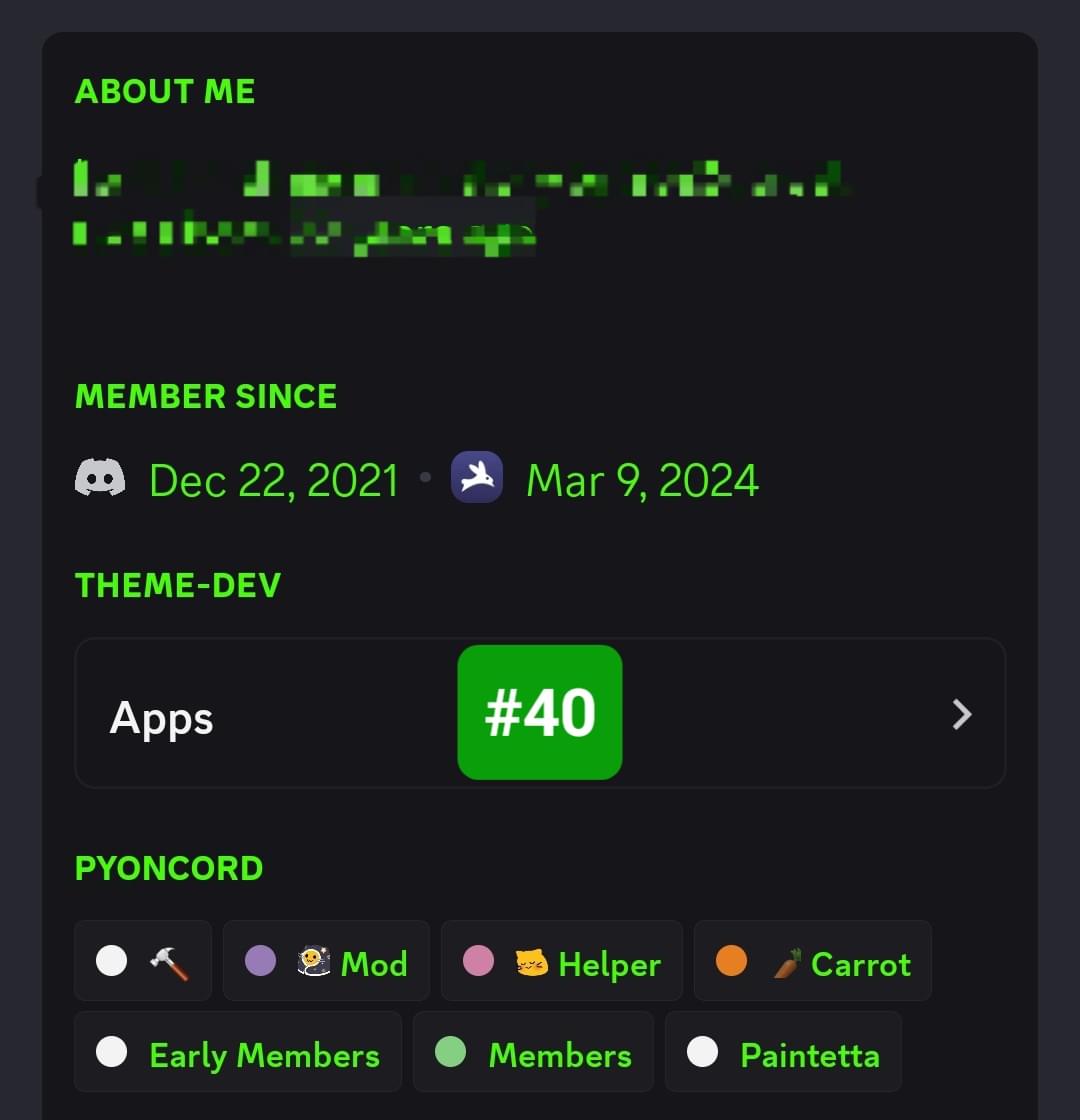 ABOUT ME
MEMBER SINCE
Dec 22, 2021 • Mar 9, 2024
THEME-DEV
Apps #40
PYONCORD
Mod Helper Carrot
Early Members Members Paintetta